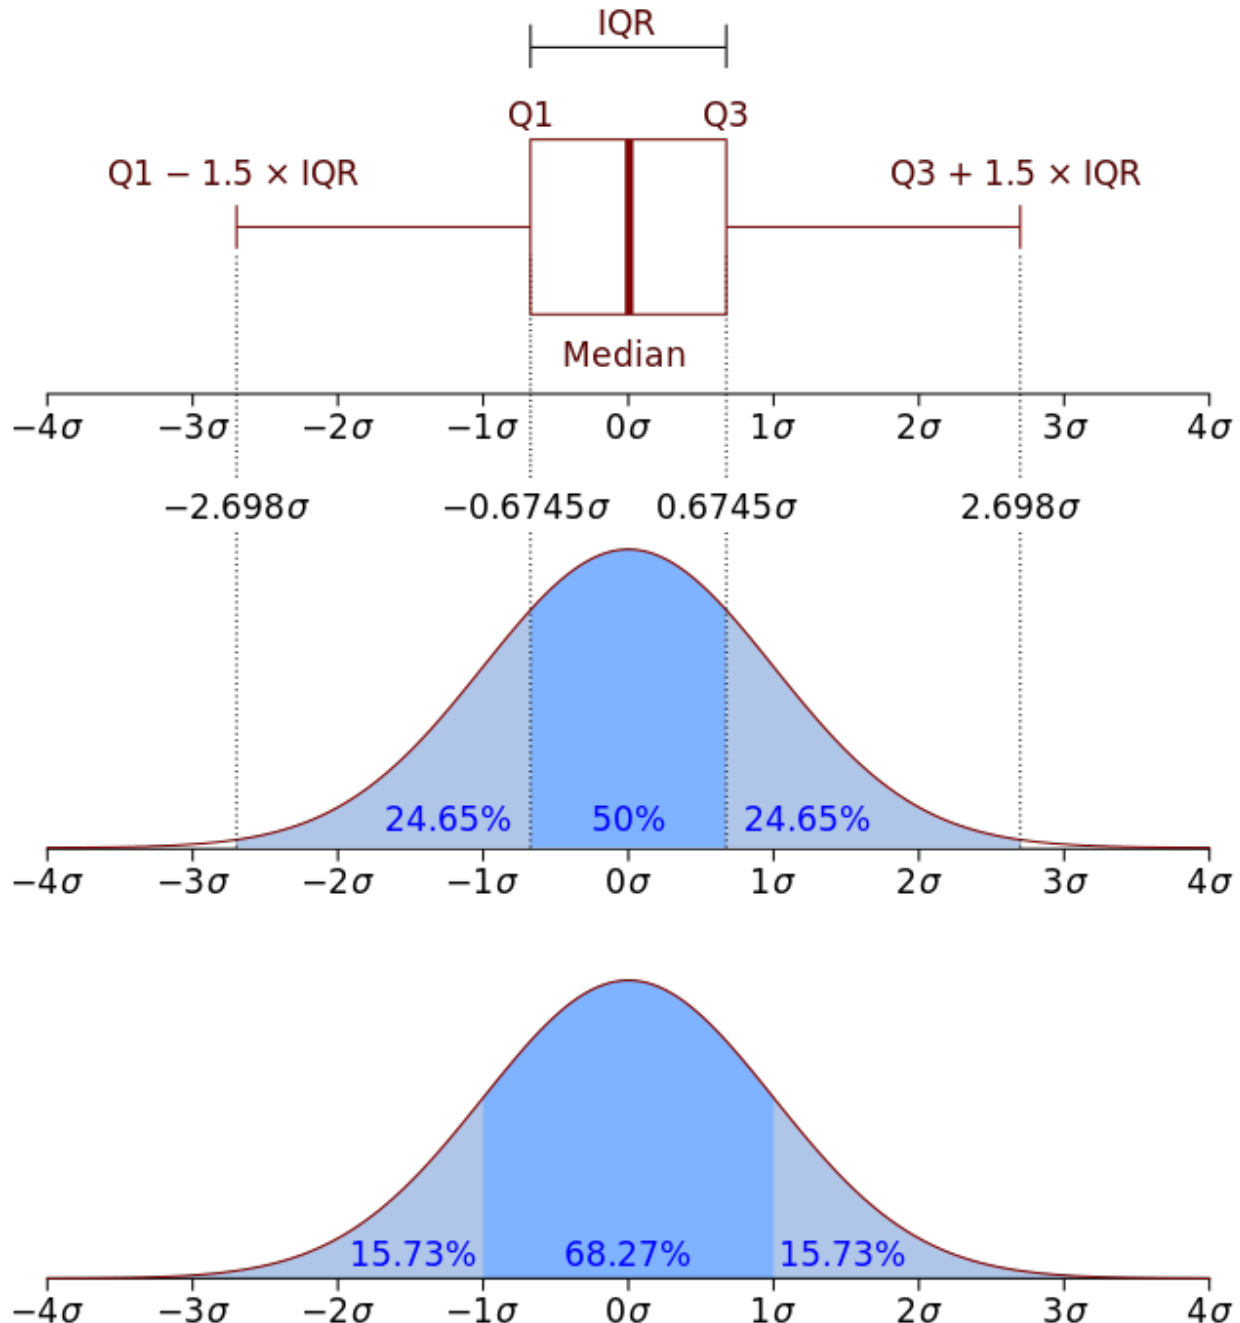 IQR
Q1 Q3
Q1 − 1.5 × IQR Q3 + 1.5 × IQR
Median
−4σ −3σ −2σ −1σ 0σ 1σ 2σ 3σ 4σ
−2.698σ −0.6745σ 0.6745σ 2.698σ
24.65% 50% 24.65%
−4σ −3σ −2σ −1σ 0σ 1σ 2σ 3σ 4σ
15.73% 68.27% 15.73%
−4σ −3σ −2σ −1σ 0σ 1σ 2σ 3σ 4σ